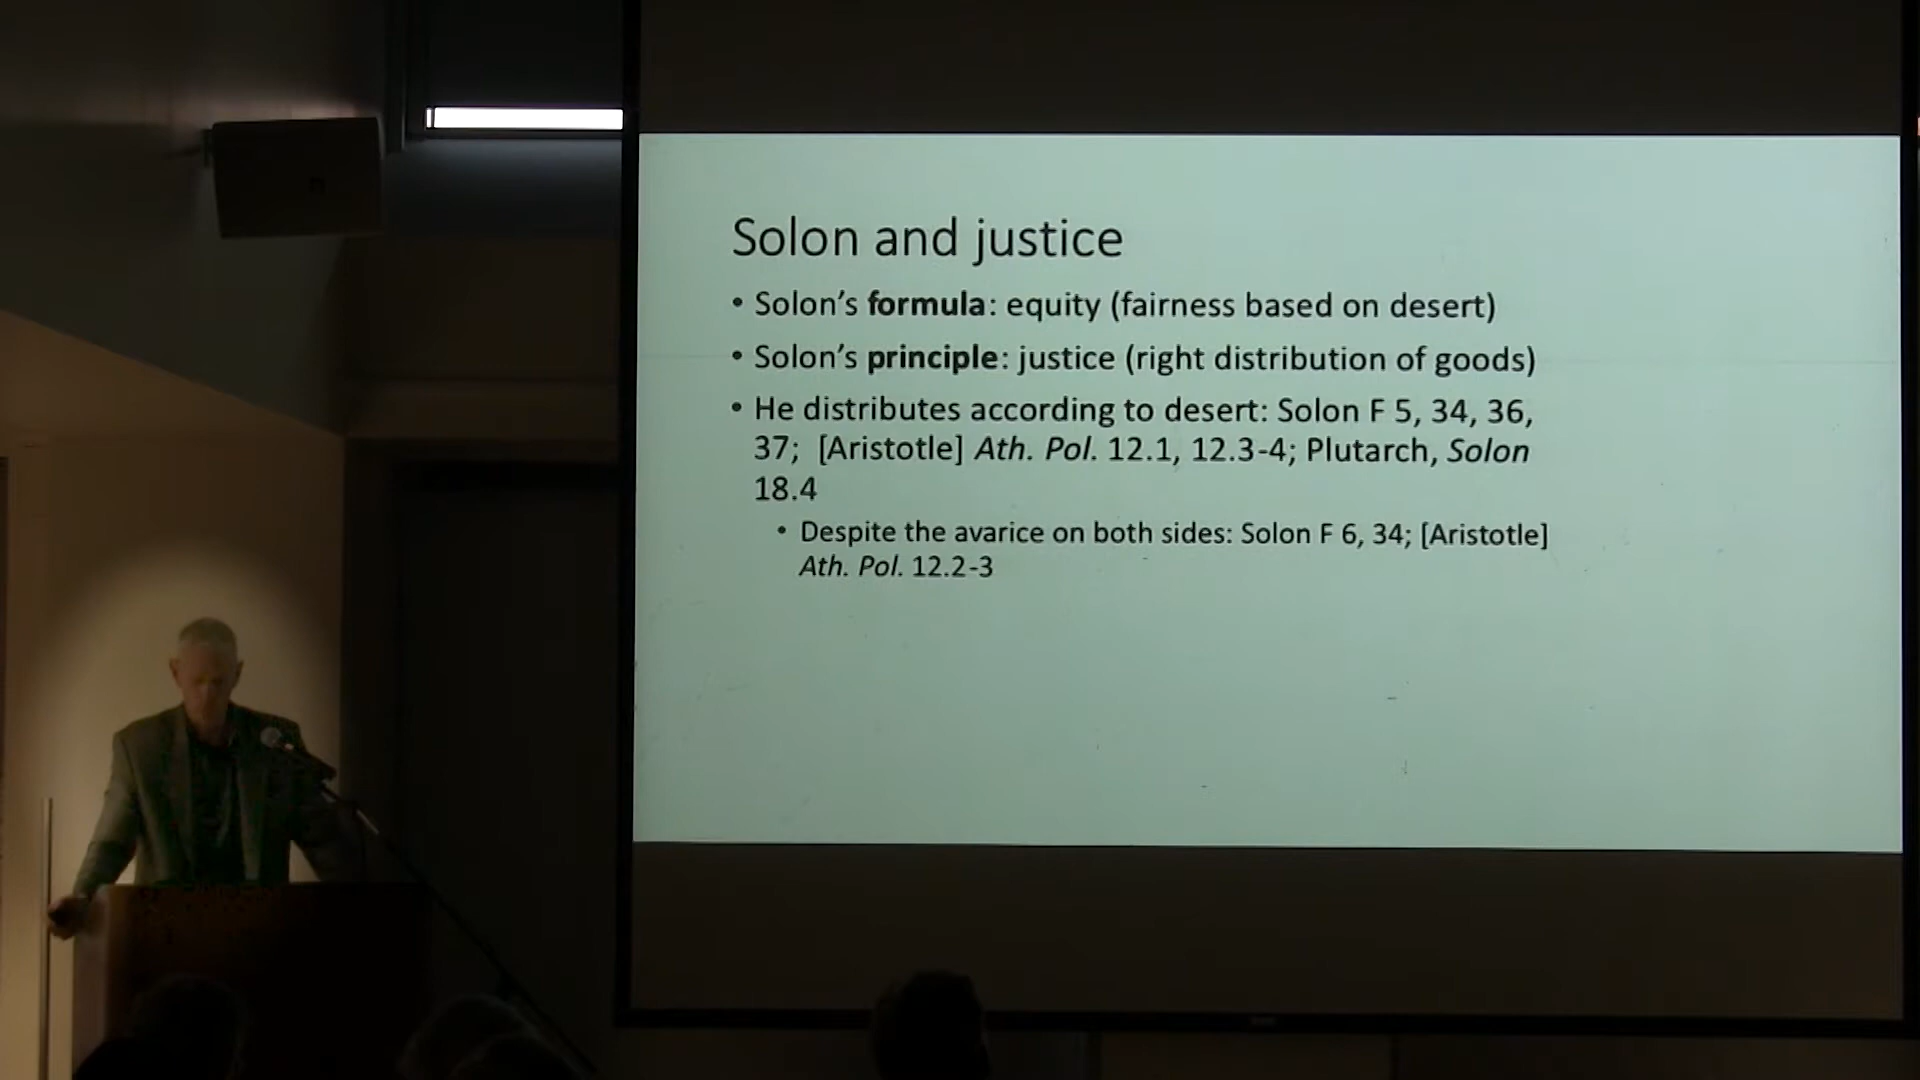 Solon and justice
• Solon’s formula: equity (fairness based on desert)
• Solon’s principle: justice (right distribution of goods)
• He distributes according to desert: Solon F 5, 34, 36,
37; [Aristotle] Ath. Pol. 12.1, 12.3-4; Plutarch, Solon
18.4
• Despite the avarice on both sides: Solon F 6, 34; [Aristotle]
Ath. Pol. 12.2-3